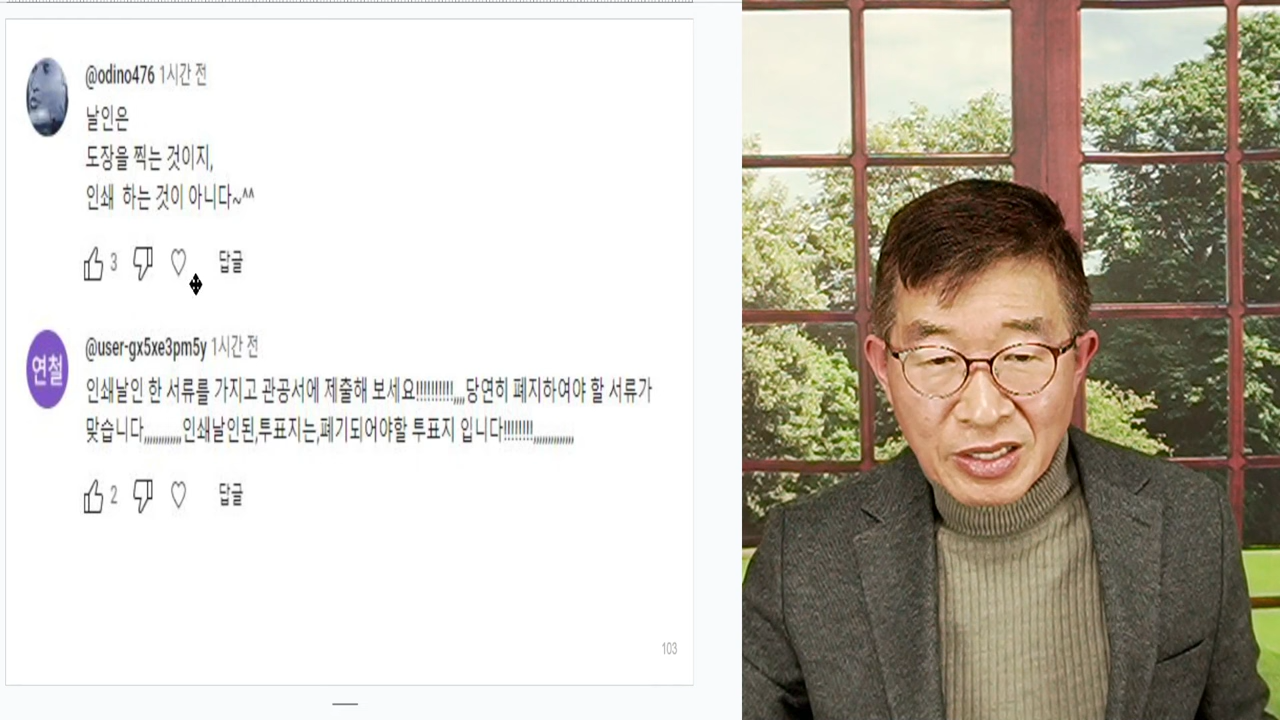 @odino476 1시간 전
날인은
도장을 찍는 것이지,
인쇄 하는 것이 아니다~^^
3 답글
연철
@user-gx5xe3pm5y 1시간 전
인쇄날인 한 서류를 가지고 관공서에 제출해 보세요!!!!!!!!!!,,,,당연히 폐지하여야 할 서류가
맞습니다,,,,,,,,,,,,,인쇄날인된,투표지는,폐기되어야할 투표지 입니다!!!!!!!!,,,,,,,,,,,,,,
2 답글
103